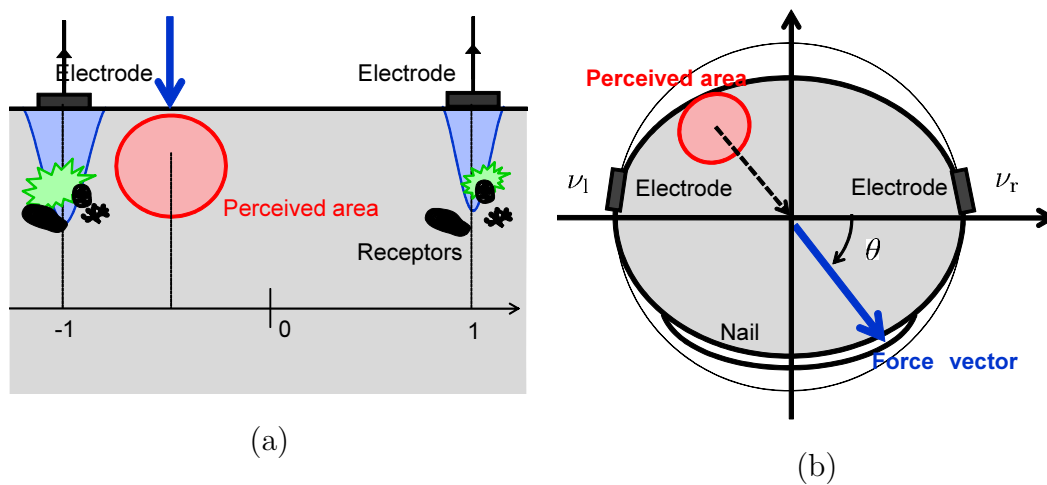 Electrode
Electrode
Perceived area
Receptors
-1
0
1
(a)
Perceived area
ν_l
Electrode
Electrode
ν_r
θ
Nail
Force vector
(b)